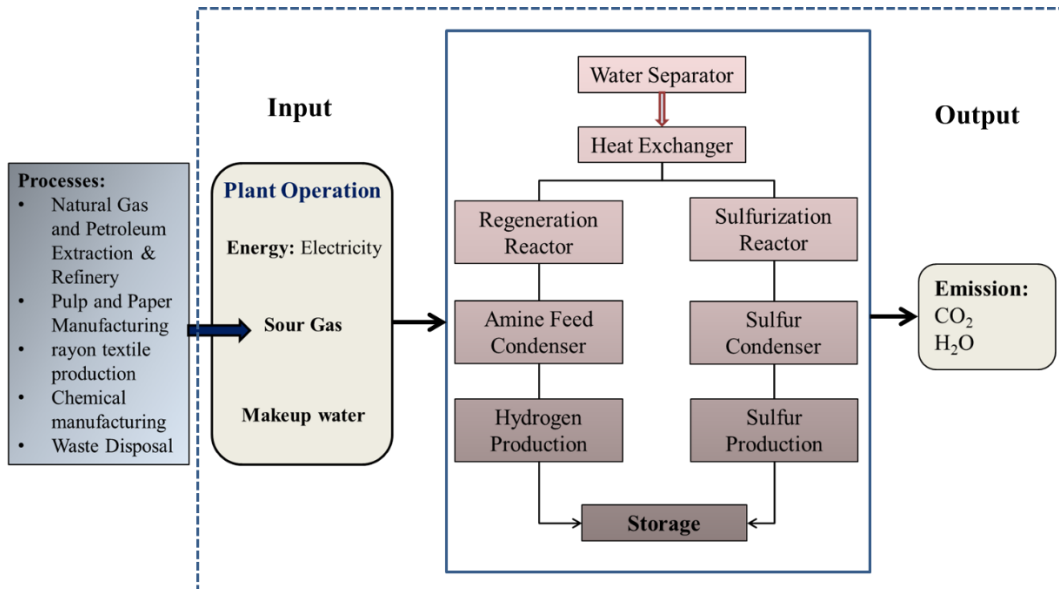 Input
Output
Processes:
• Natural Gas
and Petroleum
Extraction &
Refinery
• Pulp and Paper
Manufacturing
• rayon textile
production
• Chemical
manufacturing
• Waste Disposal
Plant Operation
Energy: Electricity
Sour Gas
Makeup water
Water Separator
Heat Exchanger
Regeneration
Reactor
Amine Feed
Condenser
Hydrogen
Production
Sulfurization
Reactor
Sulfur
Condenser
Sulfur
Production
Storage
Emission:
CO₂
H₂O